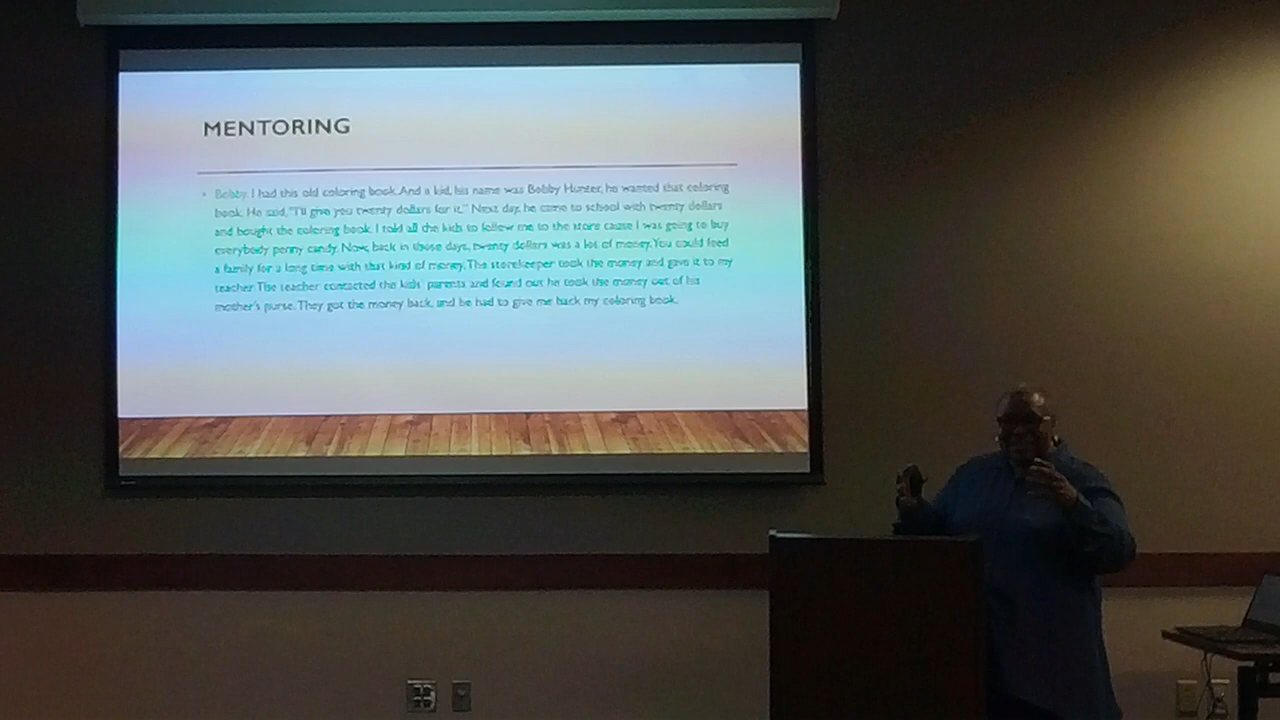 MENTORING
• Bobby. I had this old coloring book. And a kid, his name was Bobby Hunter, he wanted that coloring
book. He said, "I'll give you twenty dollars for it." Next day, he came to school with twenty dollars
and bought the coloring book. I told all the kids to follow me to the store cause I was going to buy
everybody penny candy. Now, back in those days, twenty dollars was a lot of money. You could feed
a family for a long time with that kind of money. The storekeeper took the money and gave it to my
teacher. The teacher contacted the kids' parents and found out he took the money out of his
mother's purse. They got the money back, and he had to give me back my coloring book.